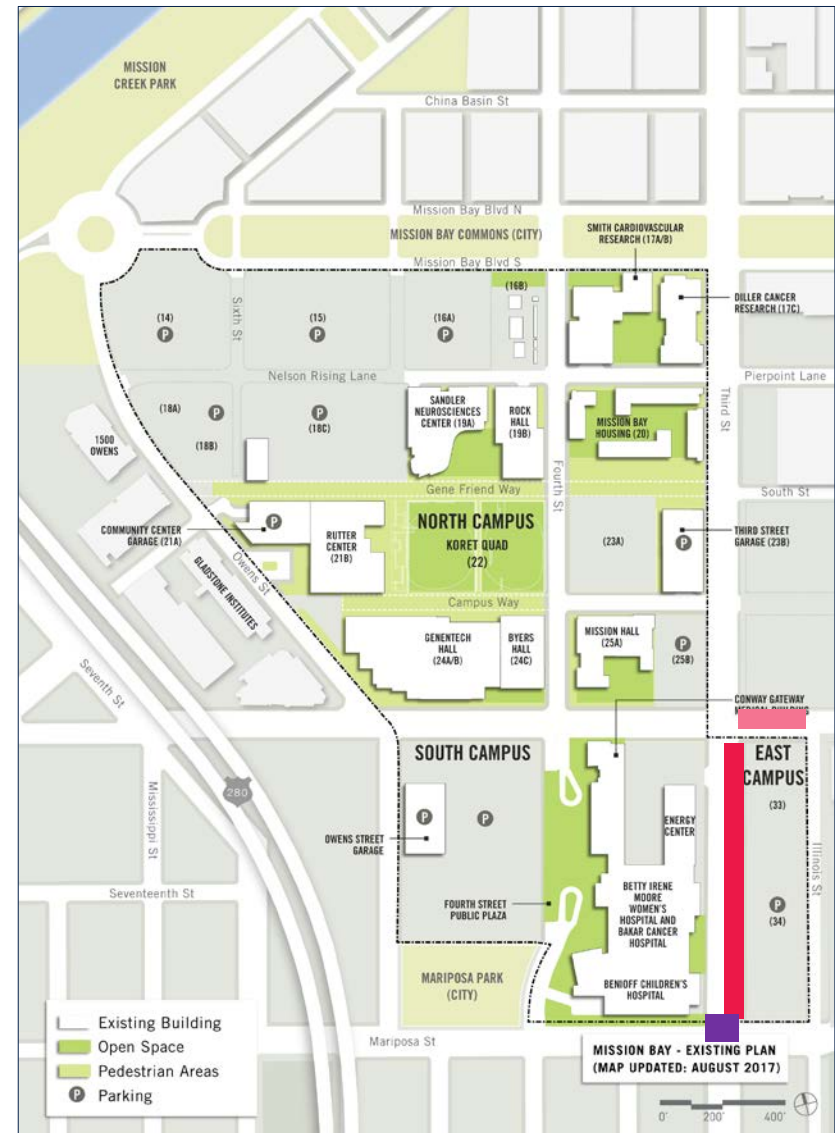 MISSION
CREEK PARK
China Basin St
Mission Bay Blvd N
MISSION BAY COMMONS (CITY)
SMITH CARDIOVASCULAR
RESEARCH (17A/B)
Mission Bay Blvd S
(16B)
DILLER CANCER
RESEARCH (17C)
(14)
P
Sixth St
(15)
P
(16A)
P
Nelson Rising Lane
Pierpoint Lane
Third St
(18A)
P
(18B)
P
(18C)
SANDLER
NEUROSCIENCES
CENTER (19A)
ROCK
HALL
(19B)
MISSION BAY
HOUSING (20)
1500
OWENS
Fourth St
Gene Friend Way
South St
COMMUNITY CENTER
GARAGE (21A)
P
RUTTER
CENTER
(21B)
NORTH CAMPUS
KORET QUAD
(22)
(23A)
P
THIRD STREET
GARAGE (23B)
Owens St
GLADSTONE INSTITUTES
Campus Way
GENENTECH
HALL
(24A/B)
BYERS
HALL
(24C)
MISSION HALL
(25A)
P
(25B)
Seventh St
CONWAY GATEWAY
SOUTH CAMPUS
EAST
CAMPUS
(33)
280
Mississippi St
P
P
OWENS STREET
GARAGE
ENERGY
CENTER
Illinois St
Seventeenth St
FOURTH STREET
PUBLIC PLAZA
BETTY IRENE
MOORE
WOMEN'S
HOSPITAL AND
BAKAR CANCER
HOSPITAL
P
(34)
MARIPOSA PARK
(CITY)
BENIOFF CHILDREN'S
HOSPITAL
Mariposa St
Existing Building
Open Space
Pedestrian Areas
P Parking
MISSION BAY - EXISTING PLAN
(MAP UPDATED: AUGUST 2017)
0' 200' 400'